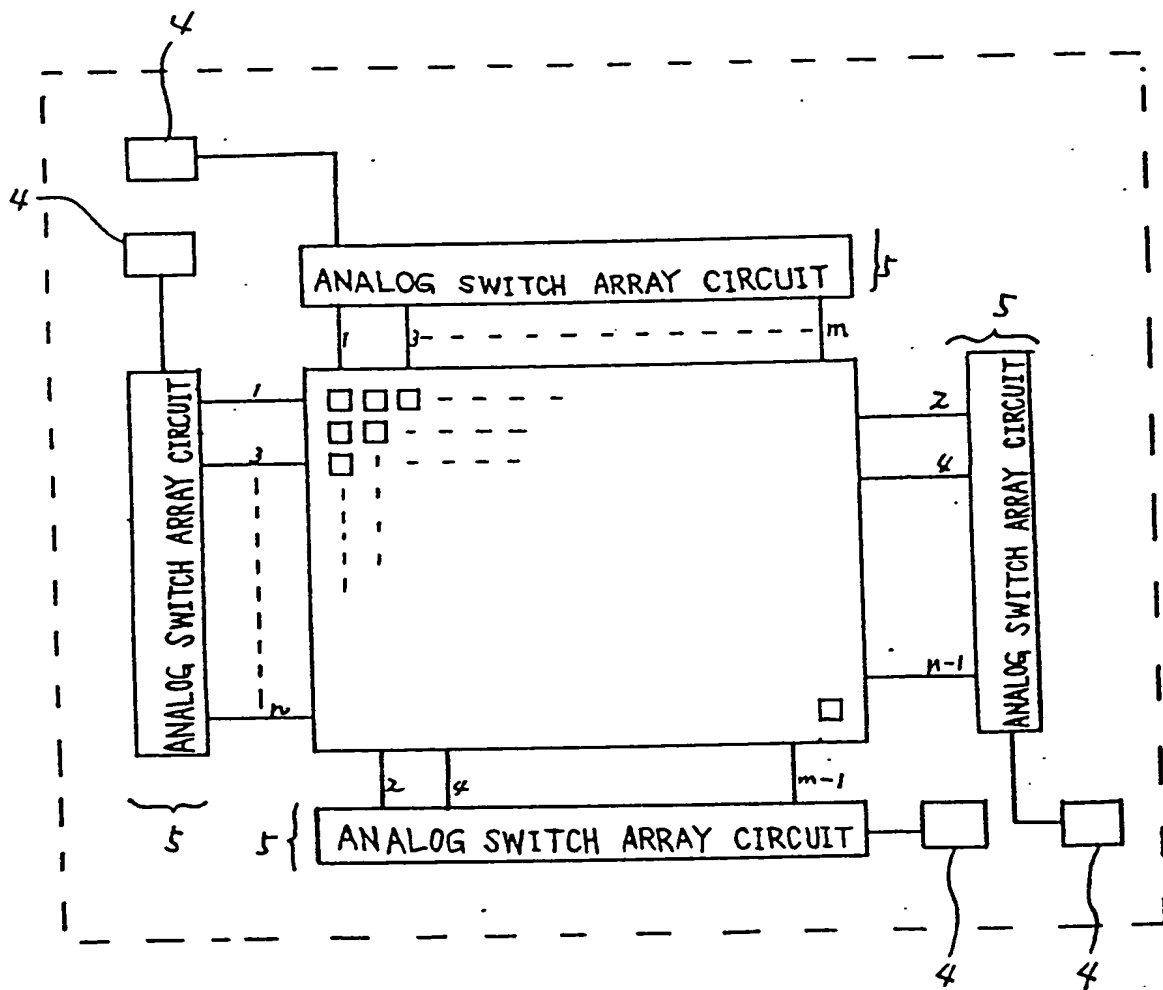 4
4
ANALOG SWITCH ARRAY CIRCUIT 5
1 3 m
5
ANALOG SWITCH ARRAY CIRCUIT
1
3
n
2
4
n-1
ANALOG SWITCH ARRAY CIRCUIT
2 4 m-1
5
5 ANALOG SWITCH ARRAY CIRCUIT
4 4